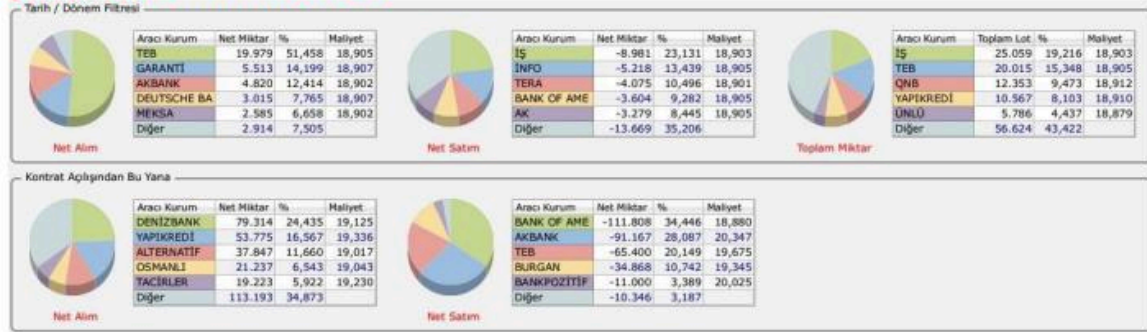 Tarih / Dönem Filtresi
Aracı Kurum Net Miktar % Maliyet
TEB 19.979 51,458 18,905
GARANTİ 5.513 14,199 18,907
AKBANK 4.820 12,414 18,902
DEUTSCHE BA 3.015 7,765 18,907
MEKSA 2.585 6,658 18,902
Diğer 2.914 7,505
Net Alım
Aracı Kurum Net Miktar % Maliyet
İŞ -8.981 23,131 18,903
İNFO -5.218 13,439 18,905
TERA -4.075 10,496 18,901
BANK OF AME -3.604 9,282 18,905
AK -3.279 8,445 18,905
Diğer -13.669 35,206
Net Satım
Aracı Kurum Toplam Lot % Maliyet
İŞ 25.059 19,216 18,903
TEB 20.015 15,348 18,905
QNB 12.353 9,473 18,912
YAPIKREDİ 10.567 8,103 18,910
ÜNLÜ 5.786 4,437 18,879
Diğer 56.624 43,422
Toplam Miktar
Kontrat Açılışından Bu Yana
Aracı Kurum Net Miktar % Maliyet
DENİZBANK 79.314 24,435 19,125
YAPIKREDİ 53.775 16,567 19,336
ALTERNATİF 37.847 11,660 19,017
OSMANLI 21.237 6,543 19,043
TACİRLER 19.223 5,922 19,230
Diğer 113.193 34,873
Net Alım
Aracı Kurum Net Miktar % Maliyet
BANK OF AME -111.808 34,446 18,880
AKBANK -91.167 28,087 20,347
TEB -65.400 20,149 19,675
BURGAN -34.868 10,742 19,345
BANKPOZİTİF -11.000 3,389 20,025
Diğer -10.346 3,187
Net Satım